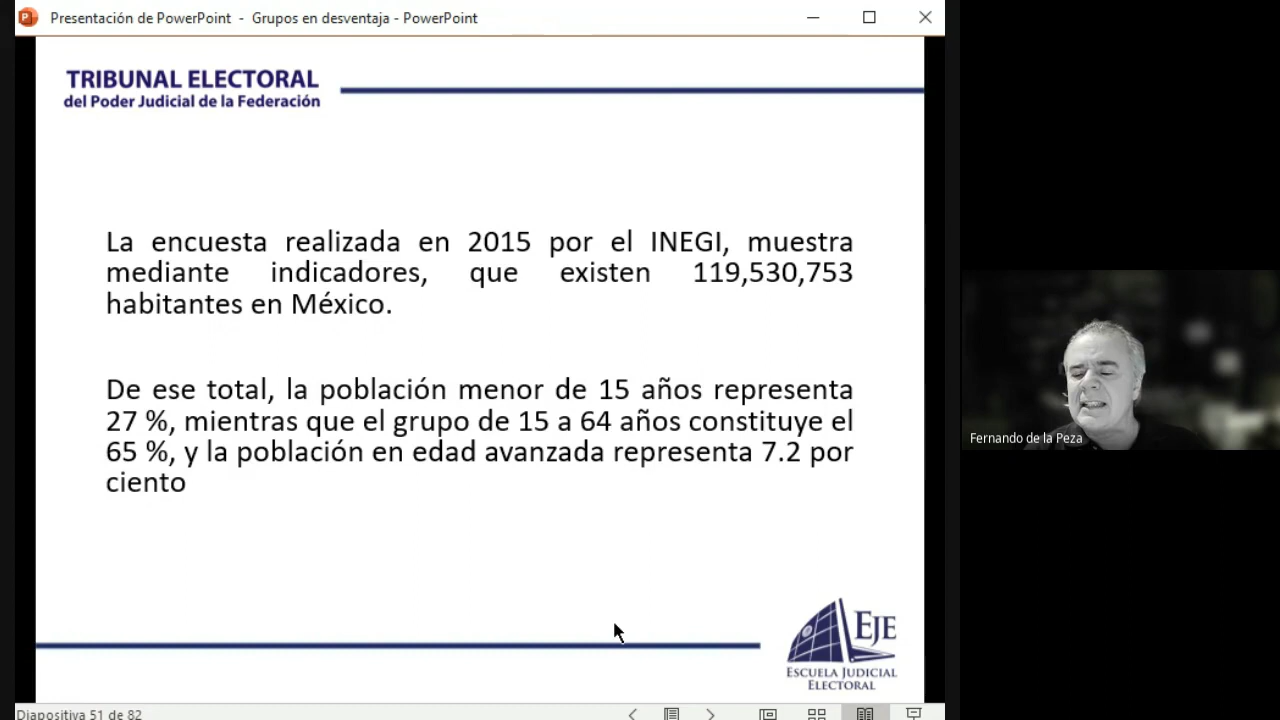 Presentación de PowerPoint - Grupos en desventaja - PowerPoint
TRIBUNAL ELECTORAL
del Poder Judicial de la Federación
La encuesta realizada en 2015 por el INEGI, muestra
mediante indicadores, que existen 119,530,753
habitantes en México.
De ese total, la población menor de 15 años representa
27 %, mientras que el grupo de 15 a 64 años constituye el
65 %, y la población en edad avanzada representa 7.2 por
ciento
Fernando de la Peza
EJE
ESCUELA JUDICIAL
ELECTORAL
Diapositiva 51 de 82